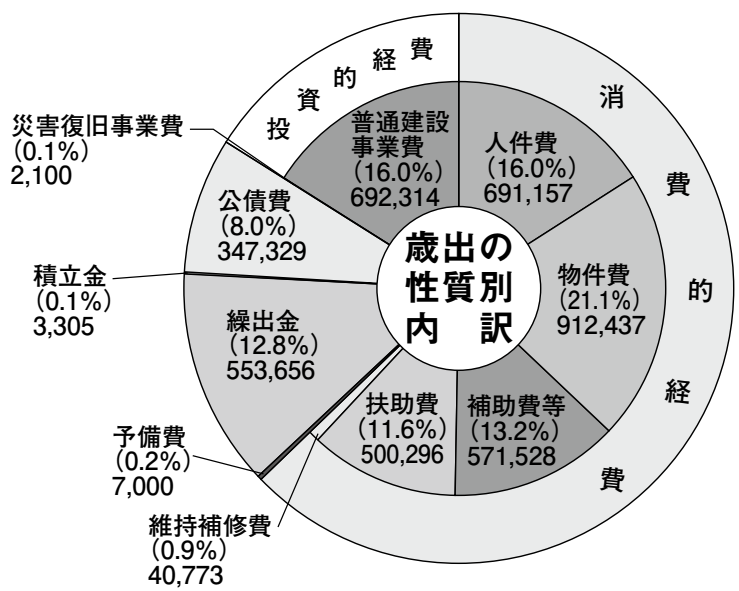 歳出の
性質別
内訳
消費的経費
人件費
(16.0%)
691,157
物件費
(21.1%)
912,437
補助費等
(13.2%)
571,528
扶助費
(11.6%)
500,296
維持補修費
(0.9%)
40,773
予備費
(0.2%)
7,000
繰出金
(12.8%)
553,656
積立金
(0.1%)
3,305
公債費
(8.0%)
347,329
災害復旧事業費
(0.1%)
2,100
投資的経費
普通建設
事業費
(16.0%)
692,314